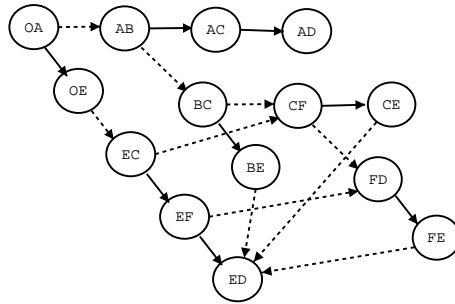 OA AB AC AD
OE BC CF CE
EC BE FD
EF FE
ED